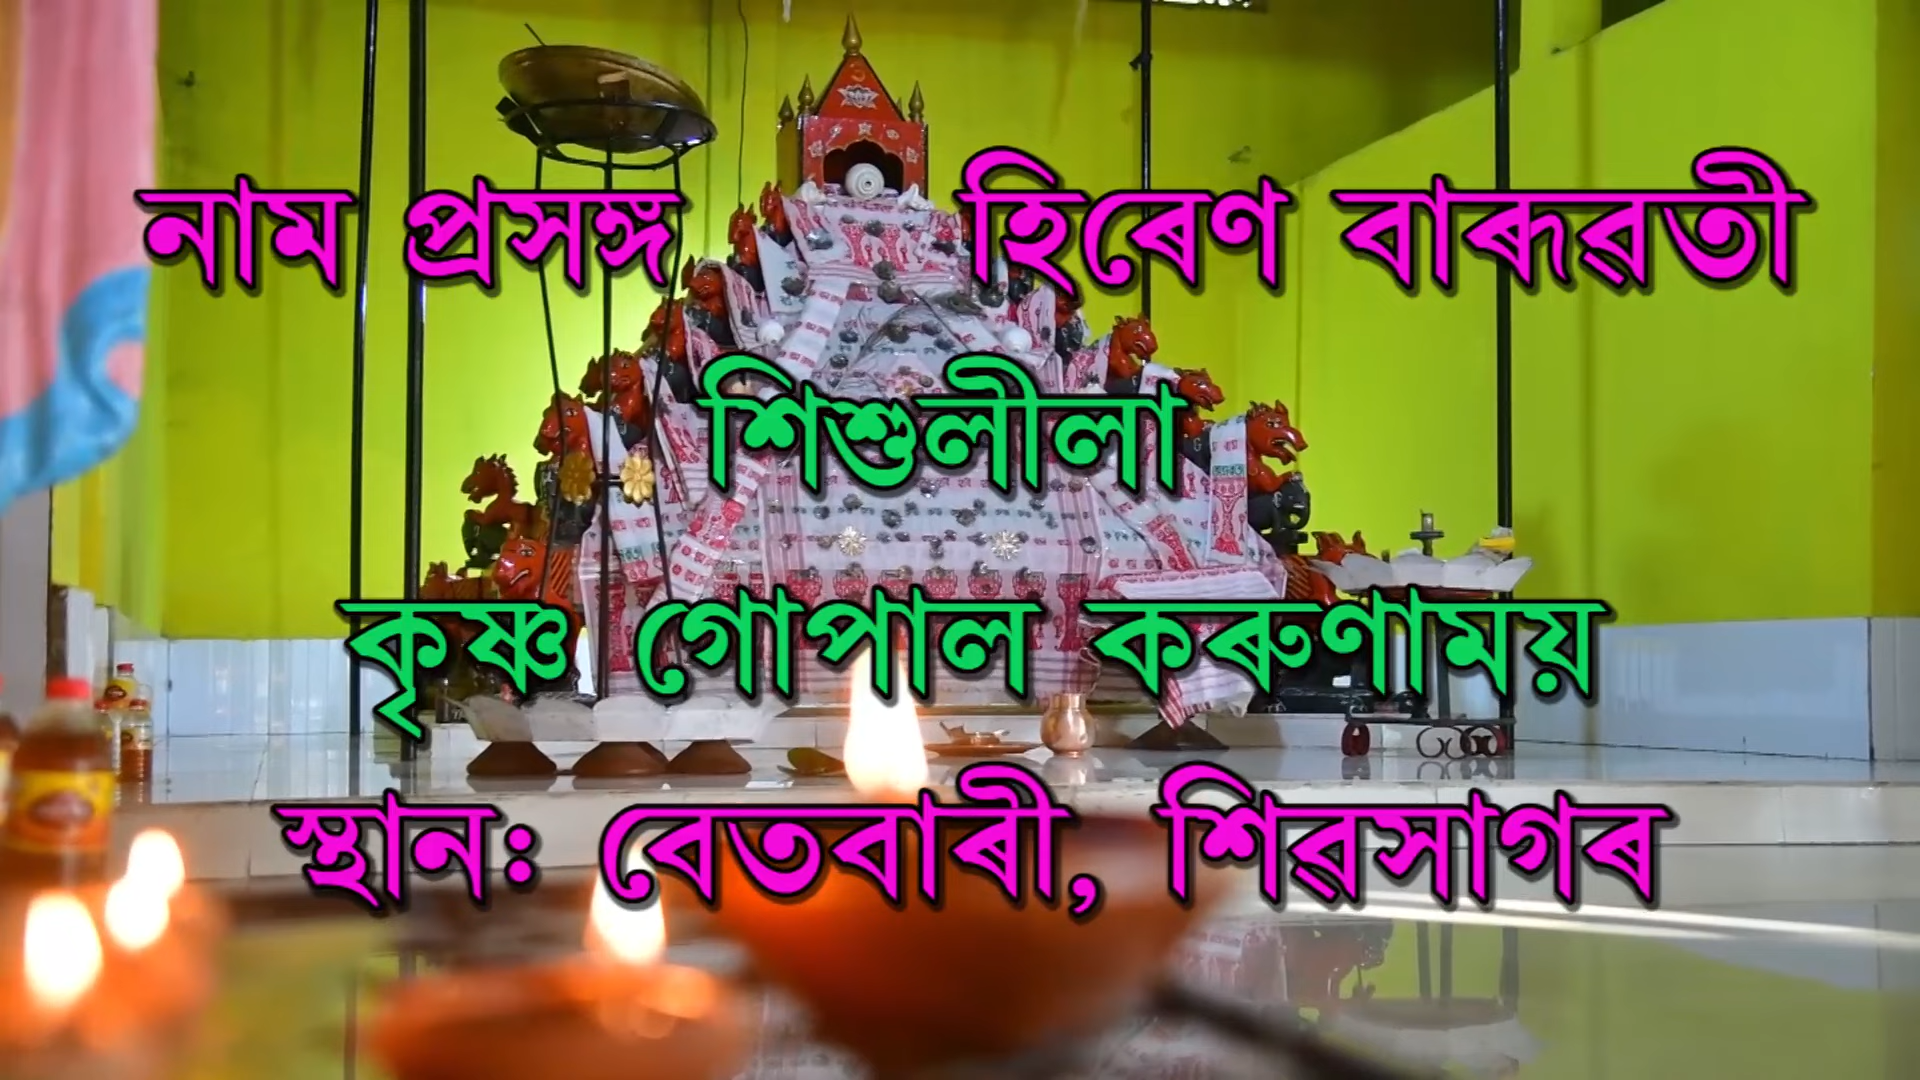 নাম প্ৰসঙ্গ হিৰেণ বাৰূৱতী
শিশুলীলা
কৃষ্ণ গোপাল কৰুণাময়
স্থানঃ বেতবাৰী, শিৱসাগৰ